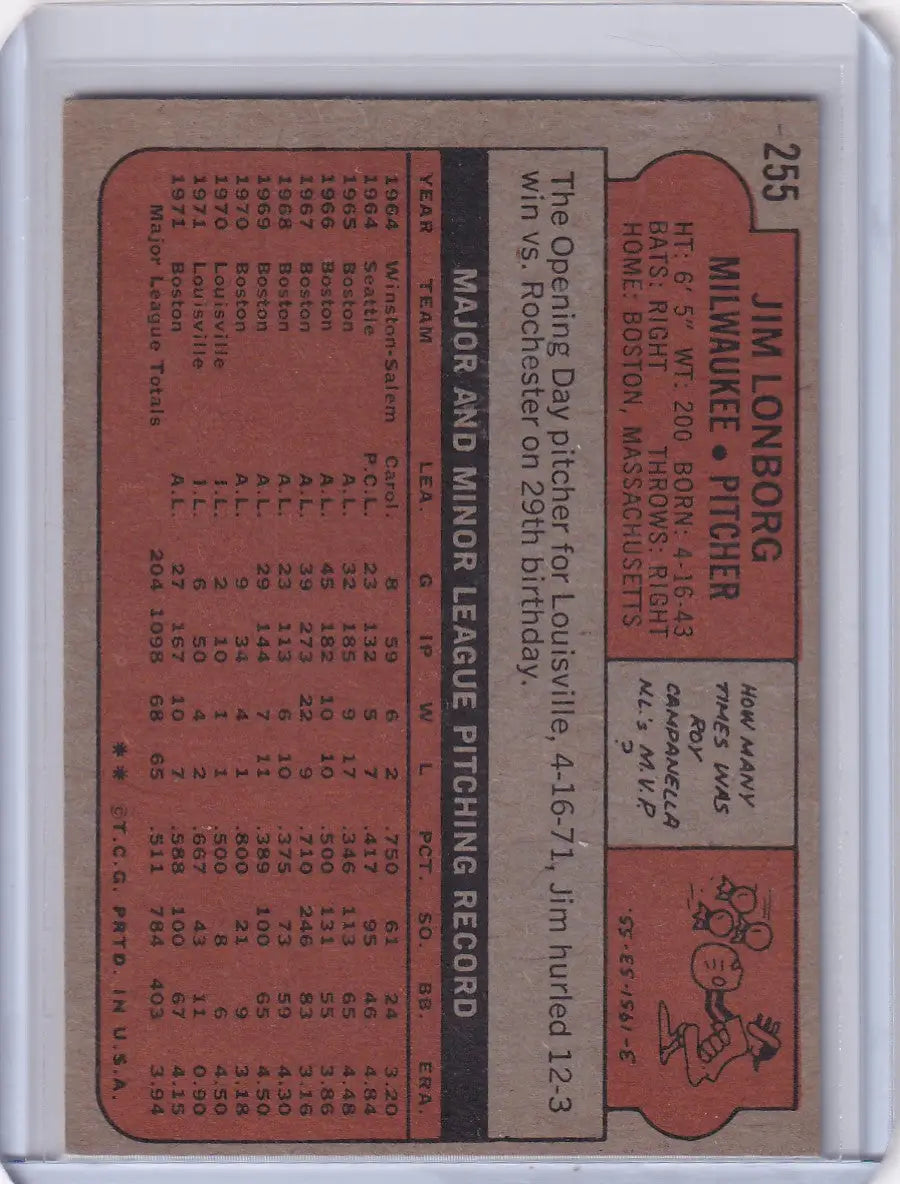 255
JIM LONBORG
MILWAUKEE • PITCHER
HT: 6' 5" WT: 200 BORN: 4-16-43
BATS: RIGHT THROWS: RIGHT
HOME: BOSTON, MASSACHUSETTS
HOW MANY
TIMES WAS
ROY
CAMPANELLA
N.L.'s M.V.P
?
3-1951-53-55.
The Opening Day pitcher for Louisville, 4-16-71, Jim hurled 12-3
win vs. Rochester on 29th birthday.
MAJOR AND MINOR LEAGUE PITCHING RECORD
YEAR TEAM LEA. G IP W L PCT. SO. BB. ERA.
1964 Winston-Salem Carol. 8 59 6 2 .750 61 24 3.20
1964 Seattle P.C.L. 23 132 5 7 .417 95 46 4.84
1965 Boston A.L. 32 185 9 17 .346 113 65 4.48
1966 Boston A.L. 45 182 10 10 .500 131 55 3.86
1967 Boston A.L. 39 273 22 9 .710 246 83 3.16
1968 Boston A.L. 23 113 6 10 .375 73 59 4.30
1969 Boston A.L. 29 144 7 11 .389 100 65 4.50
1970 Boston A.L. 9 34 4 1 .800 21 9 3.18
1970 Louisville I.L. 2 10 1 1 .500 8 6 4.50
1971 Louisville I.L. 6 50 4 2 .667 43 11 0.90
1971 Boston A.L. 27 167 10 7 .588 100 67 4.15
Major League Totals 204 1098 68 65 .511 784 403 3.94
** ©T.C.G. PRTD. IN U.S.A.